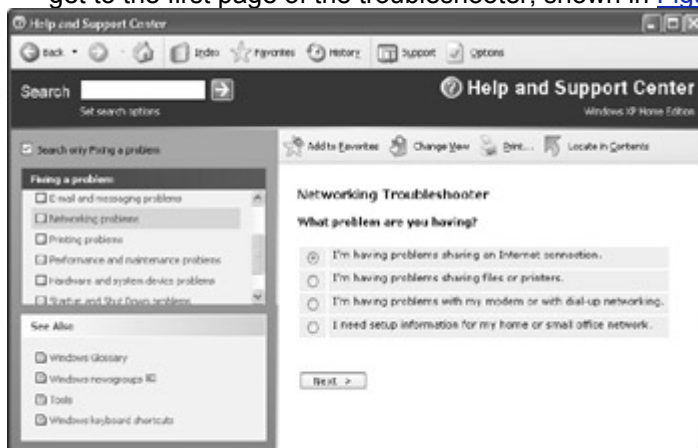 get to the first page of the troubleshooter, shown in Figu
Help and Support Center
Back Index Favorites History Support Options
Search
Set search options
Help and Support Center
Windows XP Home Edition
Search only Fixing a problem
Add to Favorites Change View Print... Locate in Contents
Fixing a problem
E-mail and messaging problems
Networking problems
Printing problems
Performance and maintenance problems
Hardware and system device problems
Startup and Shut Down problems
See Also
Windows Glossary
Windows newsgroups
Tools
Windows keyboard shortcuts
Networking Troubleshooter
What problem are you having?
I'm having problems sharing an Internet connection.
I'm having problems sharing files or printers.
I'm having problems with my modem or with dial-up networking.
I need setup information for my home or small office network.
Next >